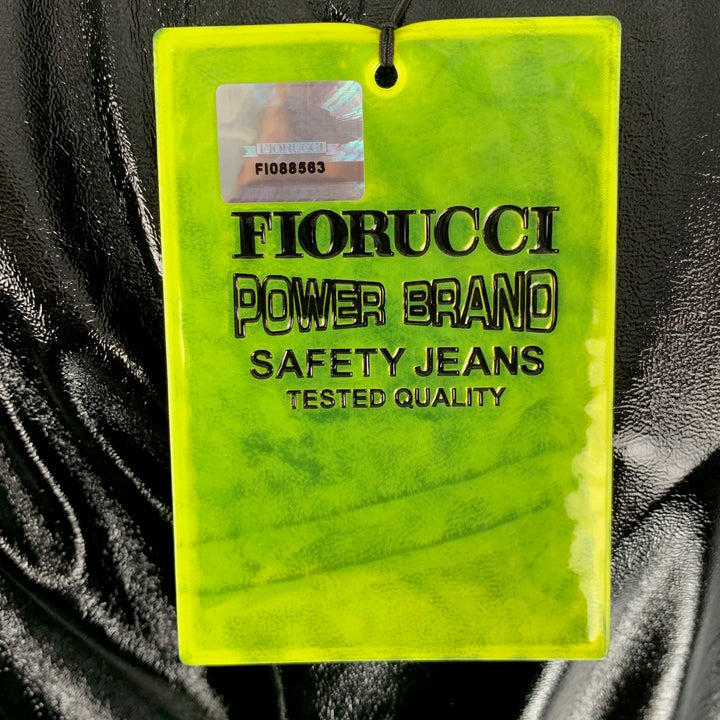 FIORUCCI
FI088563
FIORUCCI
POWER BRAND
SAFETY JEANS
TESTED QUALITY